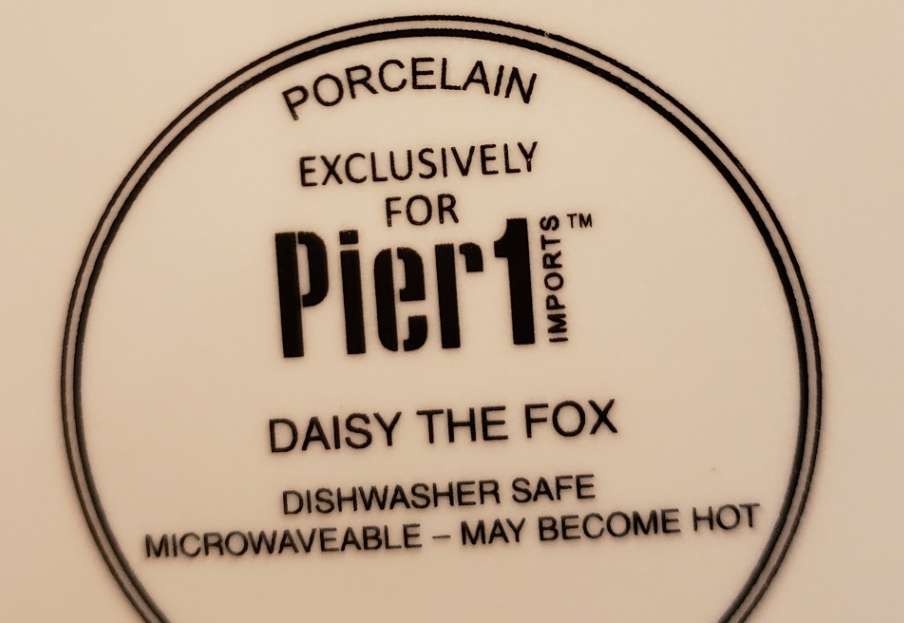 PORCELAIN
EXCLUSIVELY
FOR
Pier1 IMPORTS™
DAISY THE FOX
DISHWASHER SAFE
MICROWAVEABLE – MAY BECOME HOT